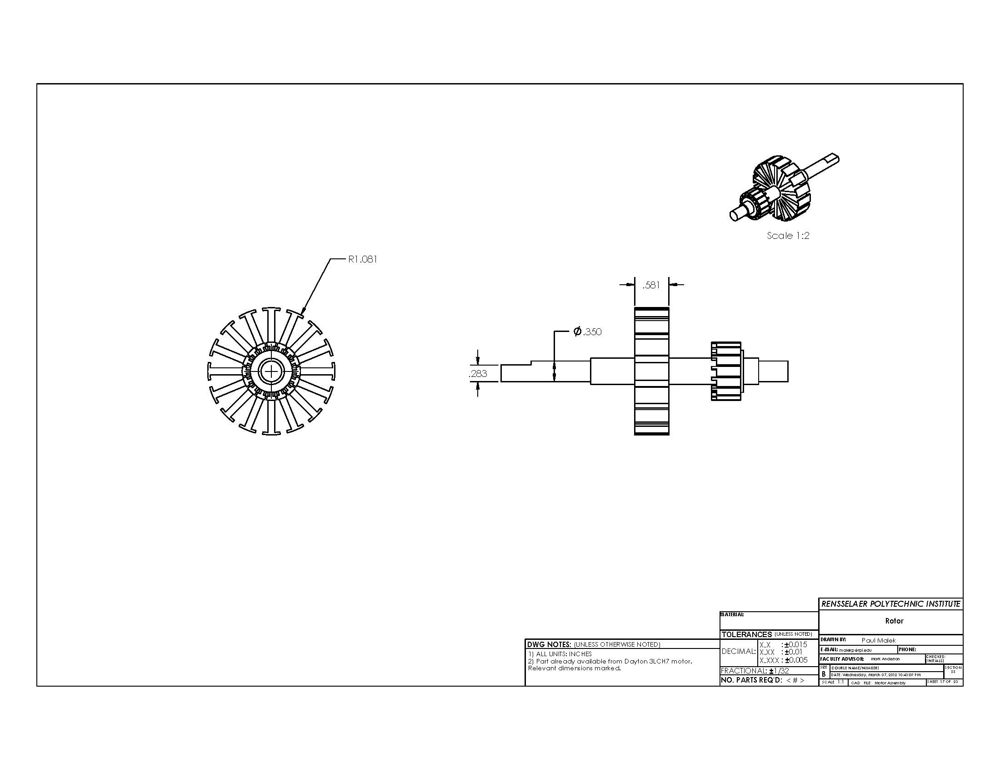 Scale 1:2
R1.081
.581
Ø.350
.283
RENSSELAER POLYTECHNIC INSTITUTE
Rotor
MATERIAL:
TOLERANCES (UNLESS NOTED)
DECIMAL:
X.X : ±0.015
X.XX : ±0.01
X.XXX : ±0.005
FRACTIONAL: ±1/32
NO. PARTS REQ'D: < # >
DWG NOTES: (UNLESS OTHERWISE NOTED)
1) ALL UNITS: INCHES
2) Part already available from Dayton 3LCH7 motor.
Relevant dimensions marked.
DRAWN BY: Paul Malek
E-MAIL: malekp@rpi.edu PHONE:
FACULTY ADVISOR: Mark Anderson
CHECKED:
(INITIALS)
SIZE
B
COURSE NAME/NUMBER:
SECTION
XX
DATE: Wednesday, March 07, 2012 10:43:09 PM
SCALE 1:1 CAD FILE: Motor Assembly SHEET 17 OF 23